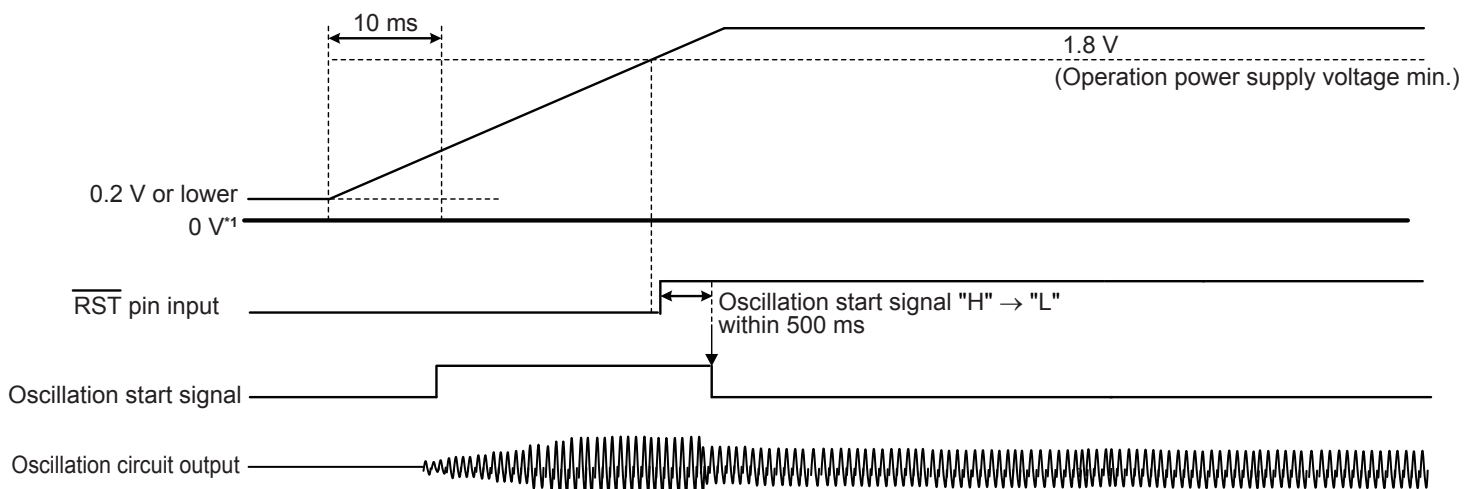 10 ms
1.8 V
(Operation power supply voltage min.)
0.2 V or lower
0 V*1
RST pin input
Oscillation start signal "H" → "L"
within 500 ms
Oscillation start signal
Oscillation circuit output